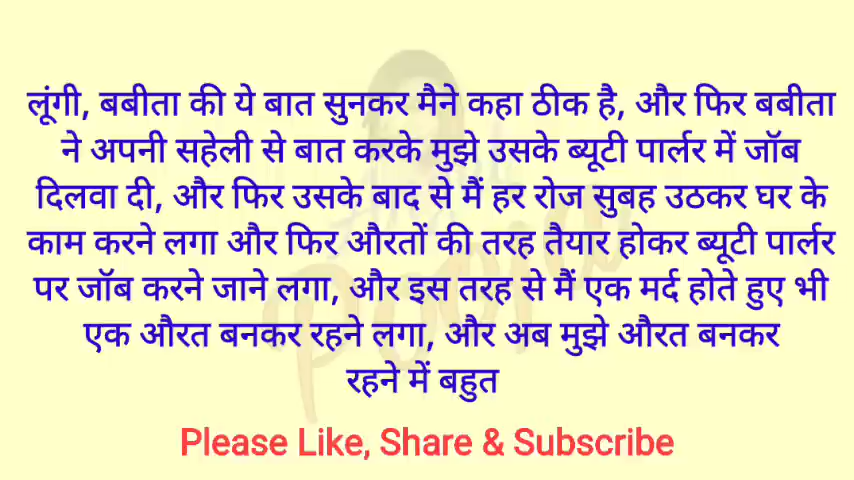 लूंगी, बबीता की ये बात सुनकर मैने कहा ठीक है, और फिर बबीता
ने अपनी सहेली से बात करके मुझे उसके ब्यूटी पार्लर में जॉब
दिलवा दी, और फिर उसके बाद से मैं हर रोज सुबह उठकर घर के
काम करने लगा और फिर औरतों की तरह तैयार होकर ब्यूटी पार्लर
पर जॉब करने जाने लगा, और इस तरह से मैं एक मर्द होते हुए भी
एक औरत बनकर रहने लगा, और अब मुझे औरत बनकर
रहने में बहुत
Please Like, Share & Subscribe